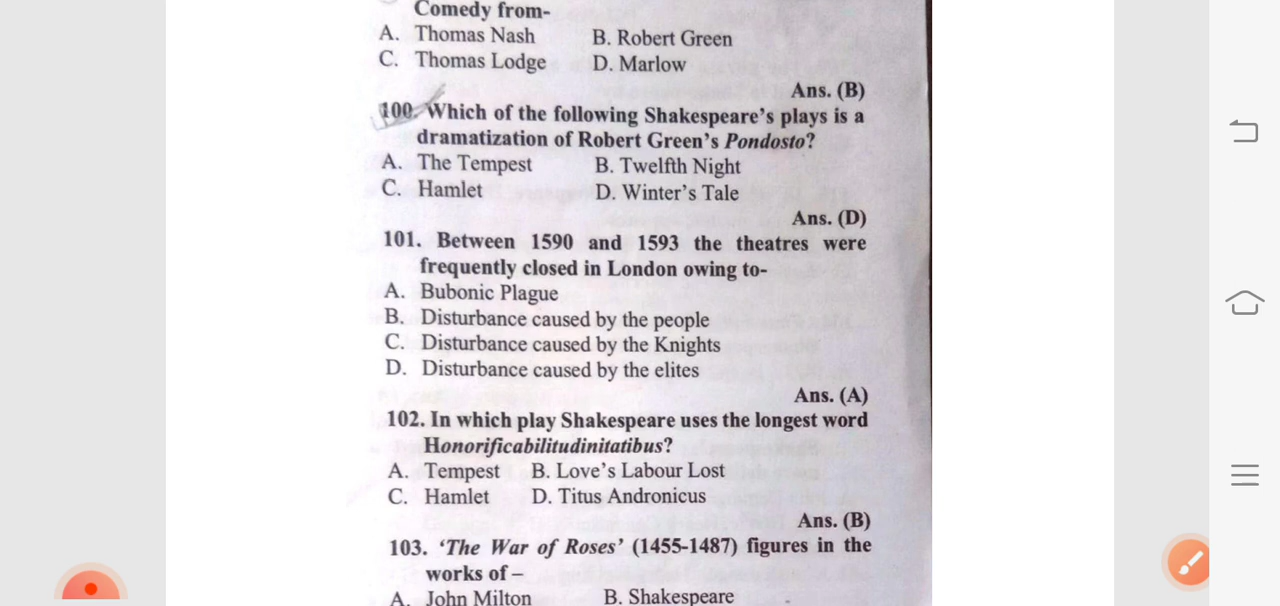 Comedy from-
A. Thomas Nash B. Robert Green
C. Thomas Lodge D. Marlow
Ans. (B)
100. Which of the following Shakespeare's plays is a
dramatization of Robert Green's Pondosto?
A. The Tempest B. Twelfth Night
C. Hamlet D. Winter's Tale
Ans. (D)
101. Between 1590 and 1593 the theatres were
frequently closed in London owing to-
A. Bubonic Plague
B. Disturbance caused by the people
C. Disturbance caused by the Knights
D. Disturbance caused by the elites
Ans. (A)
102. In which play Shakespeare uses the longest word
Honorificabilitudinitatibus?
A. Tempest B. Love's Labour Lost
C. Hamlet D. Titus Andronicus
Ans. (B)
103. 'The War of Roses' (1455-1487) figures in the
works of –
A. John Milton B. Shakespeare